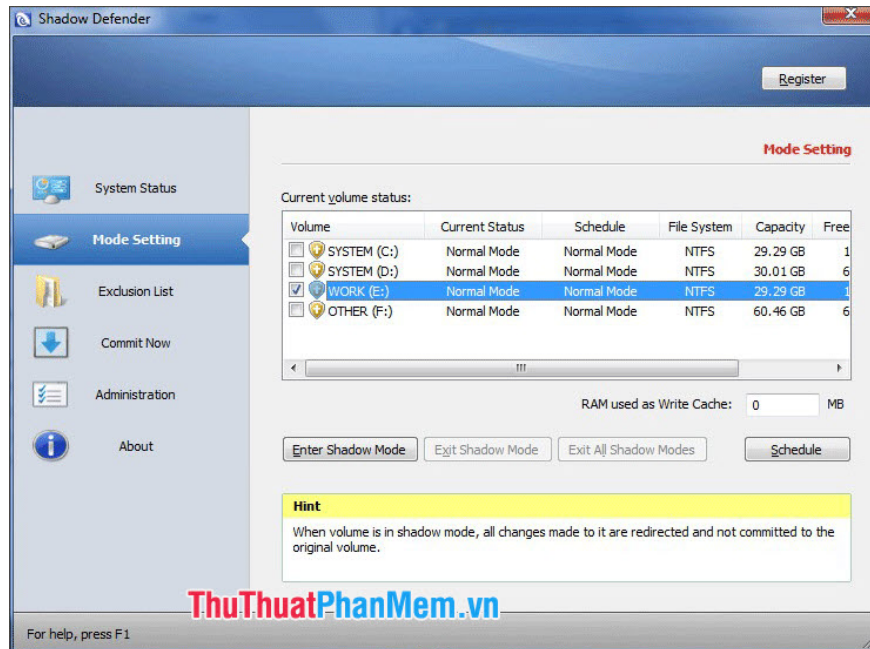 Shadow Defender
Register
Mode Setting
System Status
Mode Setting
Exclusion List
Commit Now
Administration
About
Current volume status:
Volume Current Status Schedule File System Capacity Free
SYSTEM (C:) Normal Mode Normal Mode NTFS 29.29 GB 1
SYSTEM (D:) Normal Mode Normal Mode NTFS 30.01 GB 6
WORK (E:) Normal Mode Normal Mode NTFS 29.29 GB 1
OTHER (F:) Normal Mode Normal Mode NTFS 60.46 GB 6
RAM used as Write Cache: 0 MB
Enter Shadow Mode Exit Shadow Mode Exit All Shadow Modes Schedule
Hint
When volume is in shadow mode, all changes made to it are redirected and not committed to the
original volume.
ThuThuatPhanMem.vn
For help, press F1